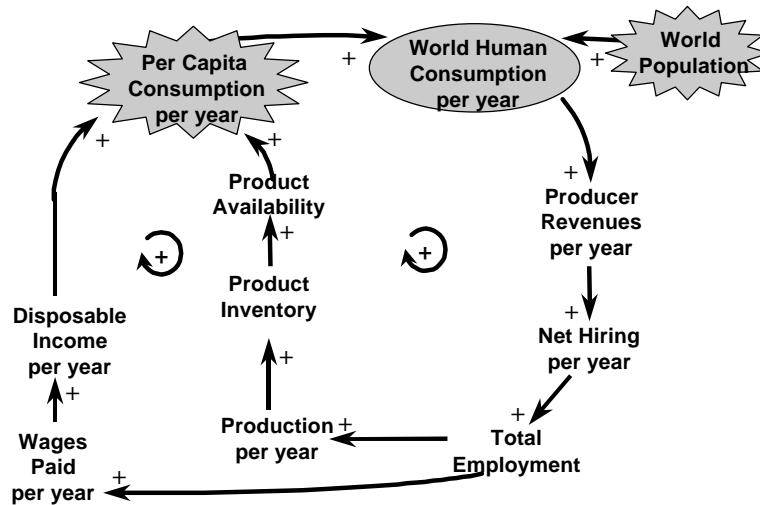 Per Capita
Consumption
per year
+
World Human
Consumption
per year
+
World
Population
+
+
Product
Availability
+
+
Producer
Revenues
per year
+
+
+
Product
Inventory
Disposable
Income
per year
+
Net Hiring
per year
+
+
Production
per year
+
+
Total
Employment
Wages
Paid
per year
+